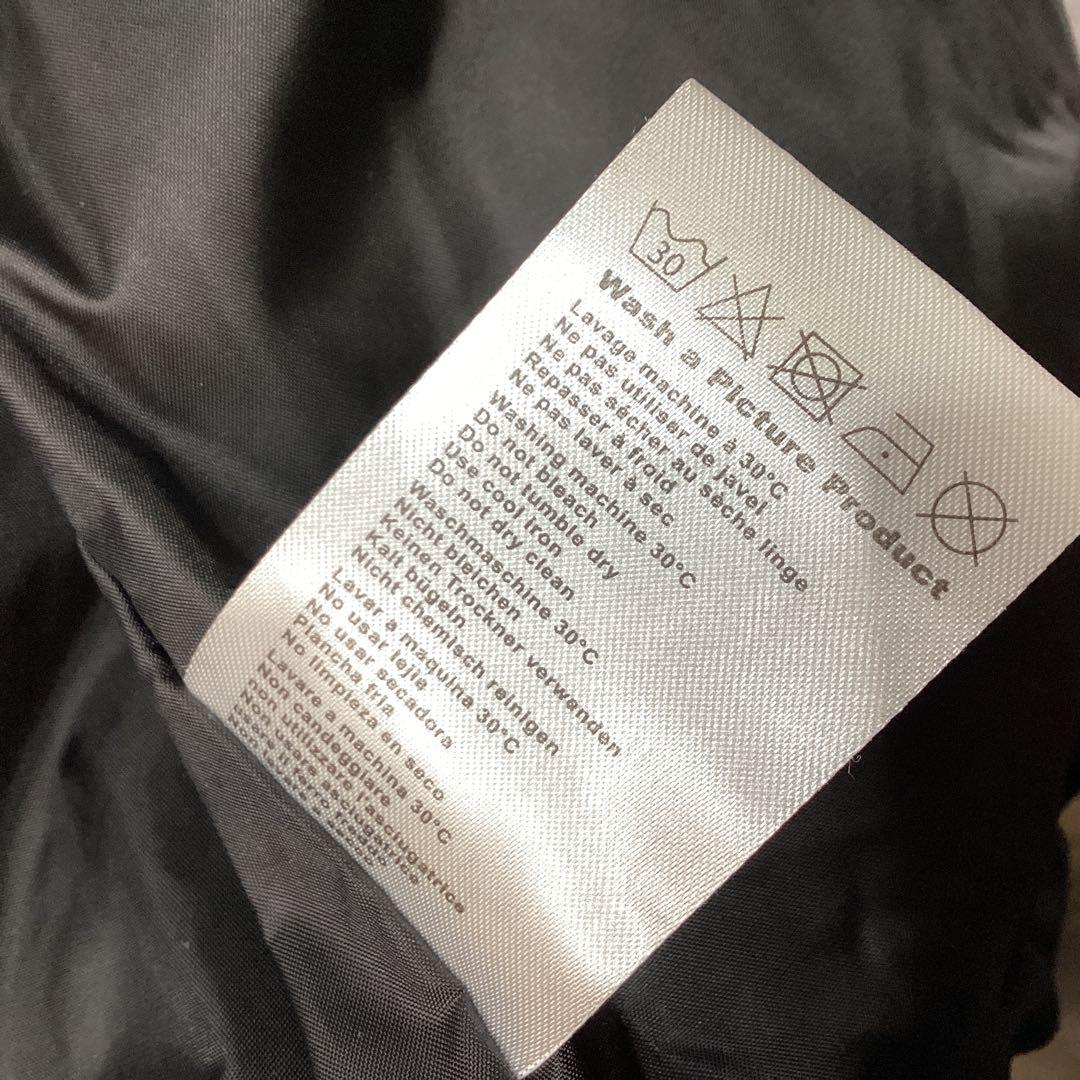 30
Wash a Picture Product
Lavage machine à 30°C
Ne pas utiliser de javel
Ne pas sécher au sèche linge
Repasser à froid
Ne pas laver à sec
Washing machine 30°C
Do not bleach
Do not tumble dry
Use cool iron
Do not dry clean
Waschmaschine 30°C
Nicht bleichen
Keinen Trockner verwenden
Kalt bügeln
Nicht chemisch reinigen
Lavar a maquina 30°C
No usar lejia
No usar secadora
Plancha fria
No limpieza en seco
Lavare a machina 30°C
Non candeggiare
non utilizzare l'asciugatrice